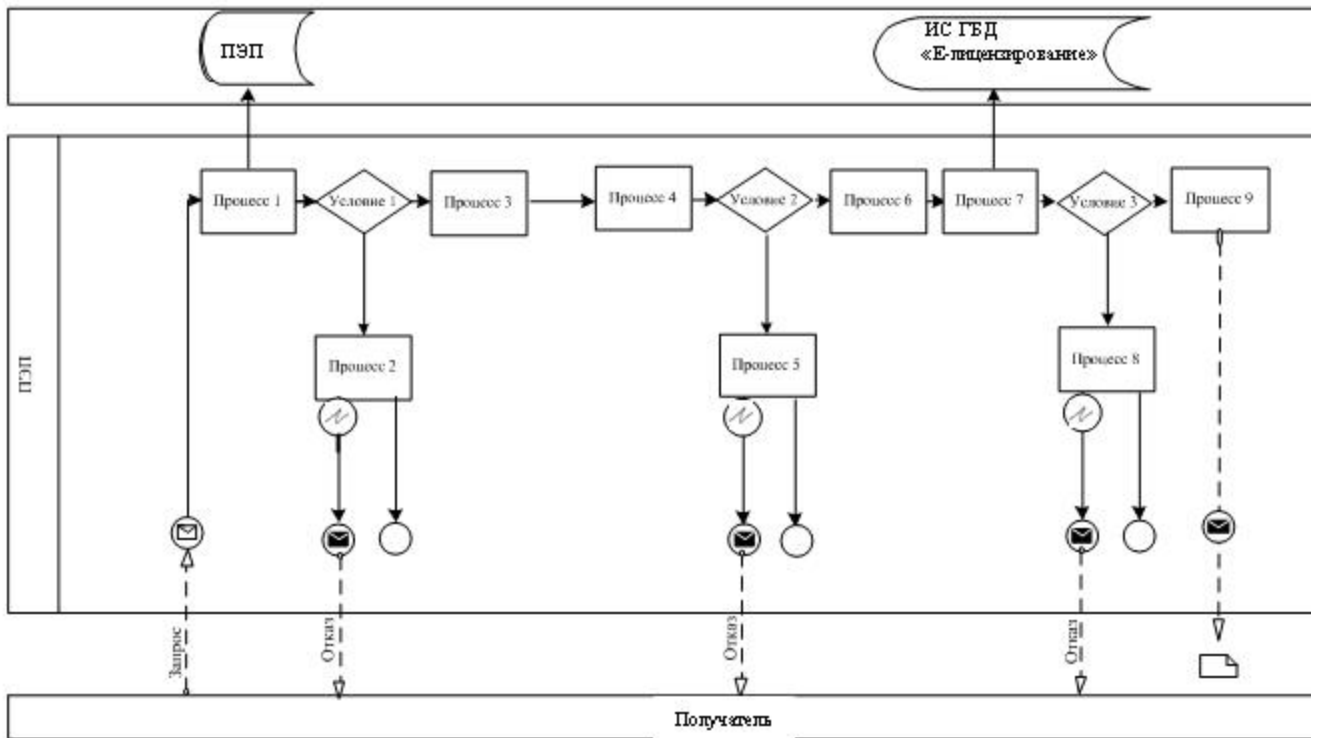 ПЭП
ИС ГБД
«Е-лицензирование»
Процесс 1
Условие 1
Процесс 3
Процесс 4
Условие 2
Процесс 6
Процесс 7
Условие 3
Процесс 9
Процесс 2
Процесс 5
Процесс 8
ПЭП
Запрос
Отказ
Отказ
Отказ
Получатель